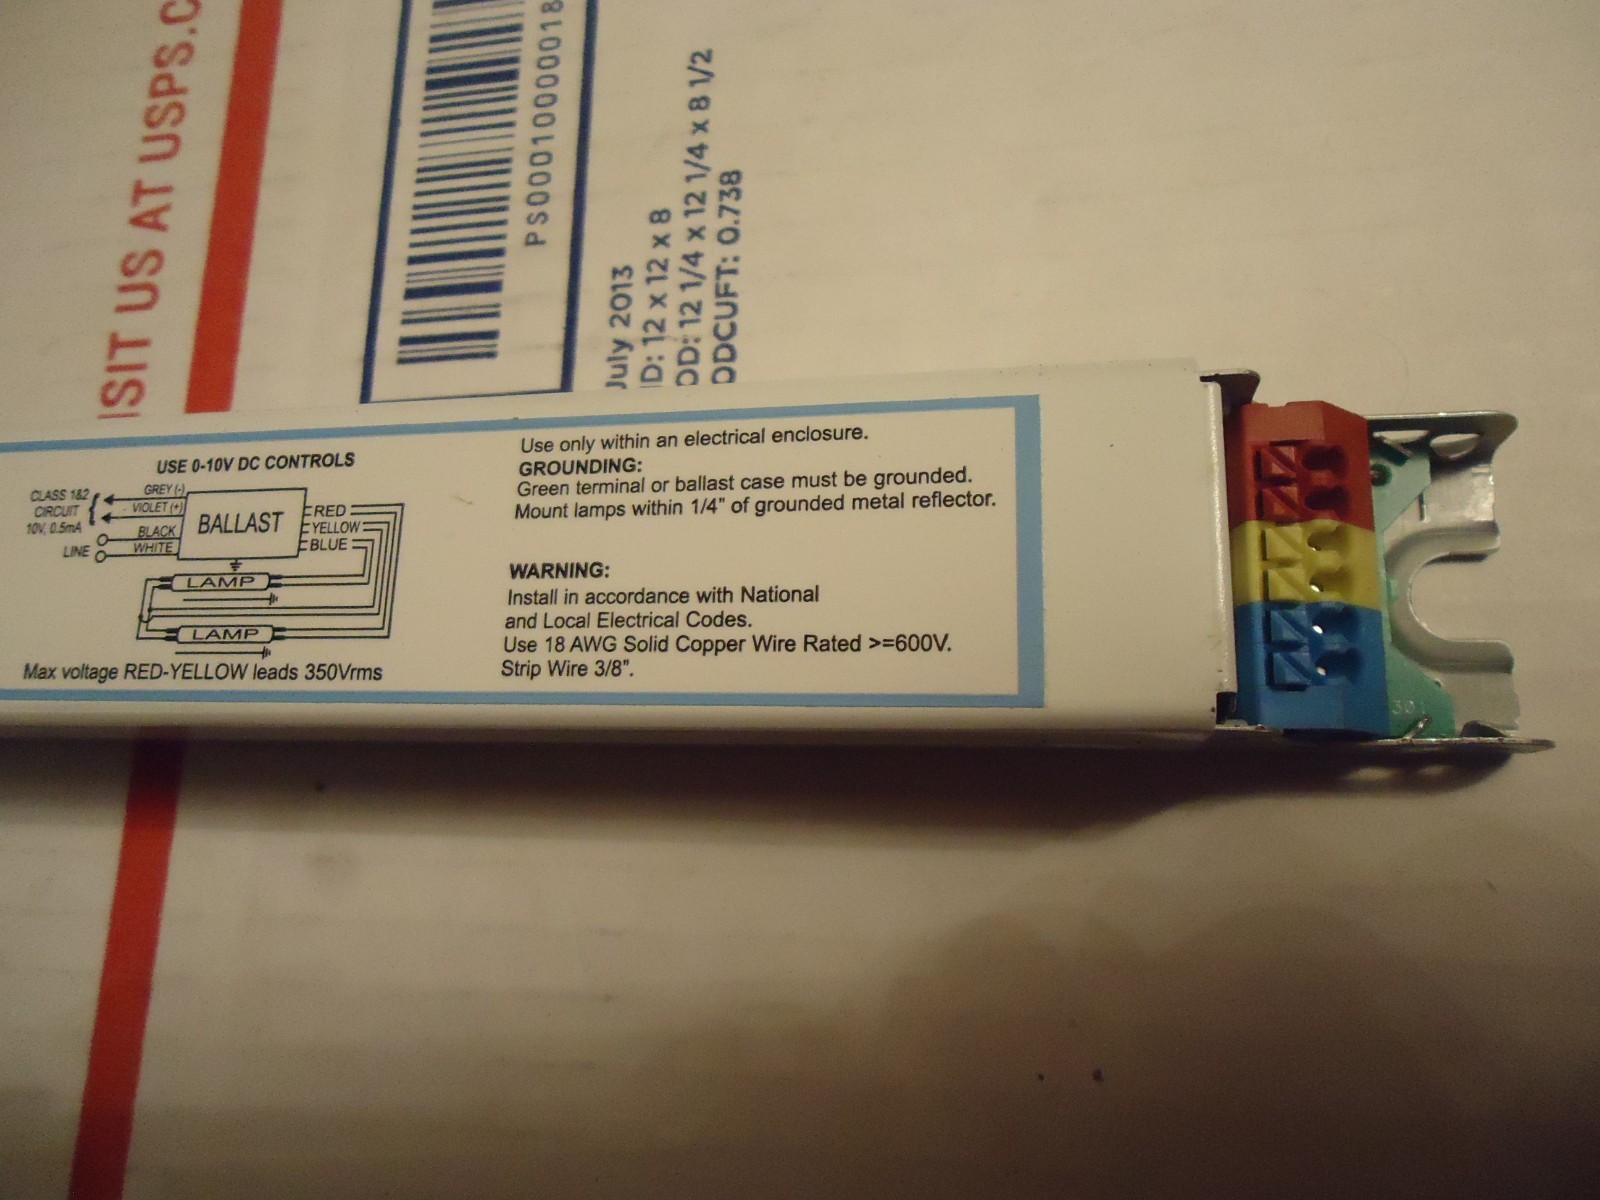 ISIT US AT USPS.C
PS00010000018
July 2013
ID: 12 x 12 x 8
OD: 12 1/4 x 12 1/4 x 8 1/2
ODCUFT: 0.738
USE 0-10V DC CONTROLS
CLASS 1&2
CIRCUIT
10V, 0.5mA
LINE
GREY (-)
VIOLET (+)
BLACK
WHITE
BALLAST
RED
YELLOW
BLUE
LAMP
LAMP
Max voltage RED-YELLOW leads 350Vrms
Use only within an electrical enclosure.
GROUNDING:
Green terminal or ballast case must be grounded.
Mount lamps within 1/4" of grounded metal reflector.
WARNING:
Install in accordance with National
and Local Electrical Codes.
Use 18 AWG Solid Copper Wire Rated >=600V.
Strip Wire 3/8".